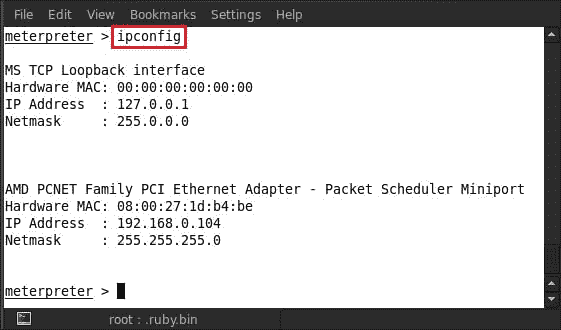 File Edit View Bookmarks Settings Help
meterpreter > ipconfig
MS TCP Loopback interface
Hardware MAC: 00:00:00:00:00:00
IP Address  : 127.0.0.1
Netmask     : 255.0.0.0
AMD PCNET Family PCI Ethernet Adapter - Packet Scheduler Miniport
Hardware MAC: 08:00:27:1d:b4:be
IP Address  : 192.168.0.104
Netmask     : 255.255.255.0
meterpreter >
root : .ruby.bin